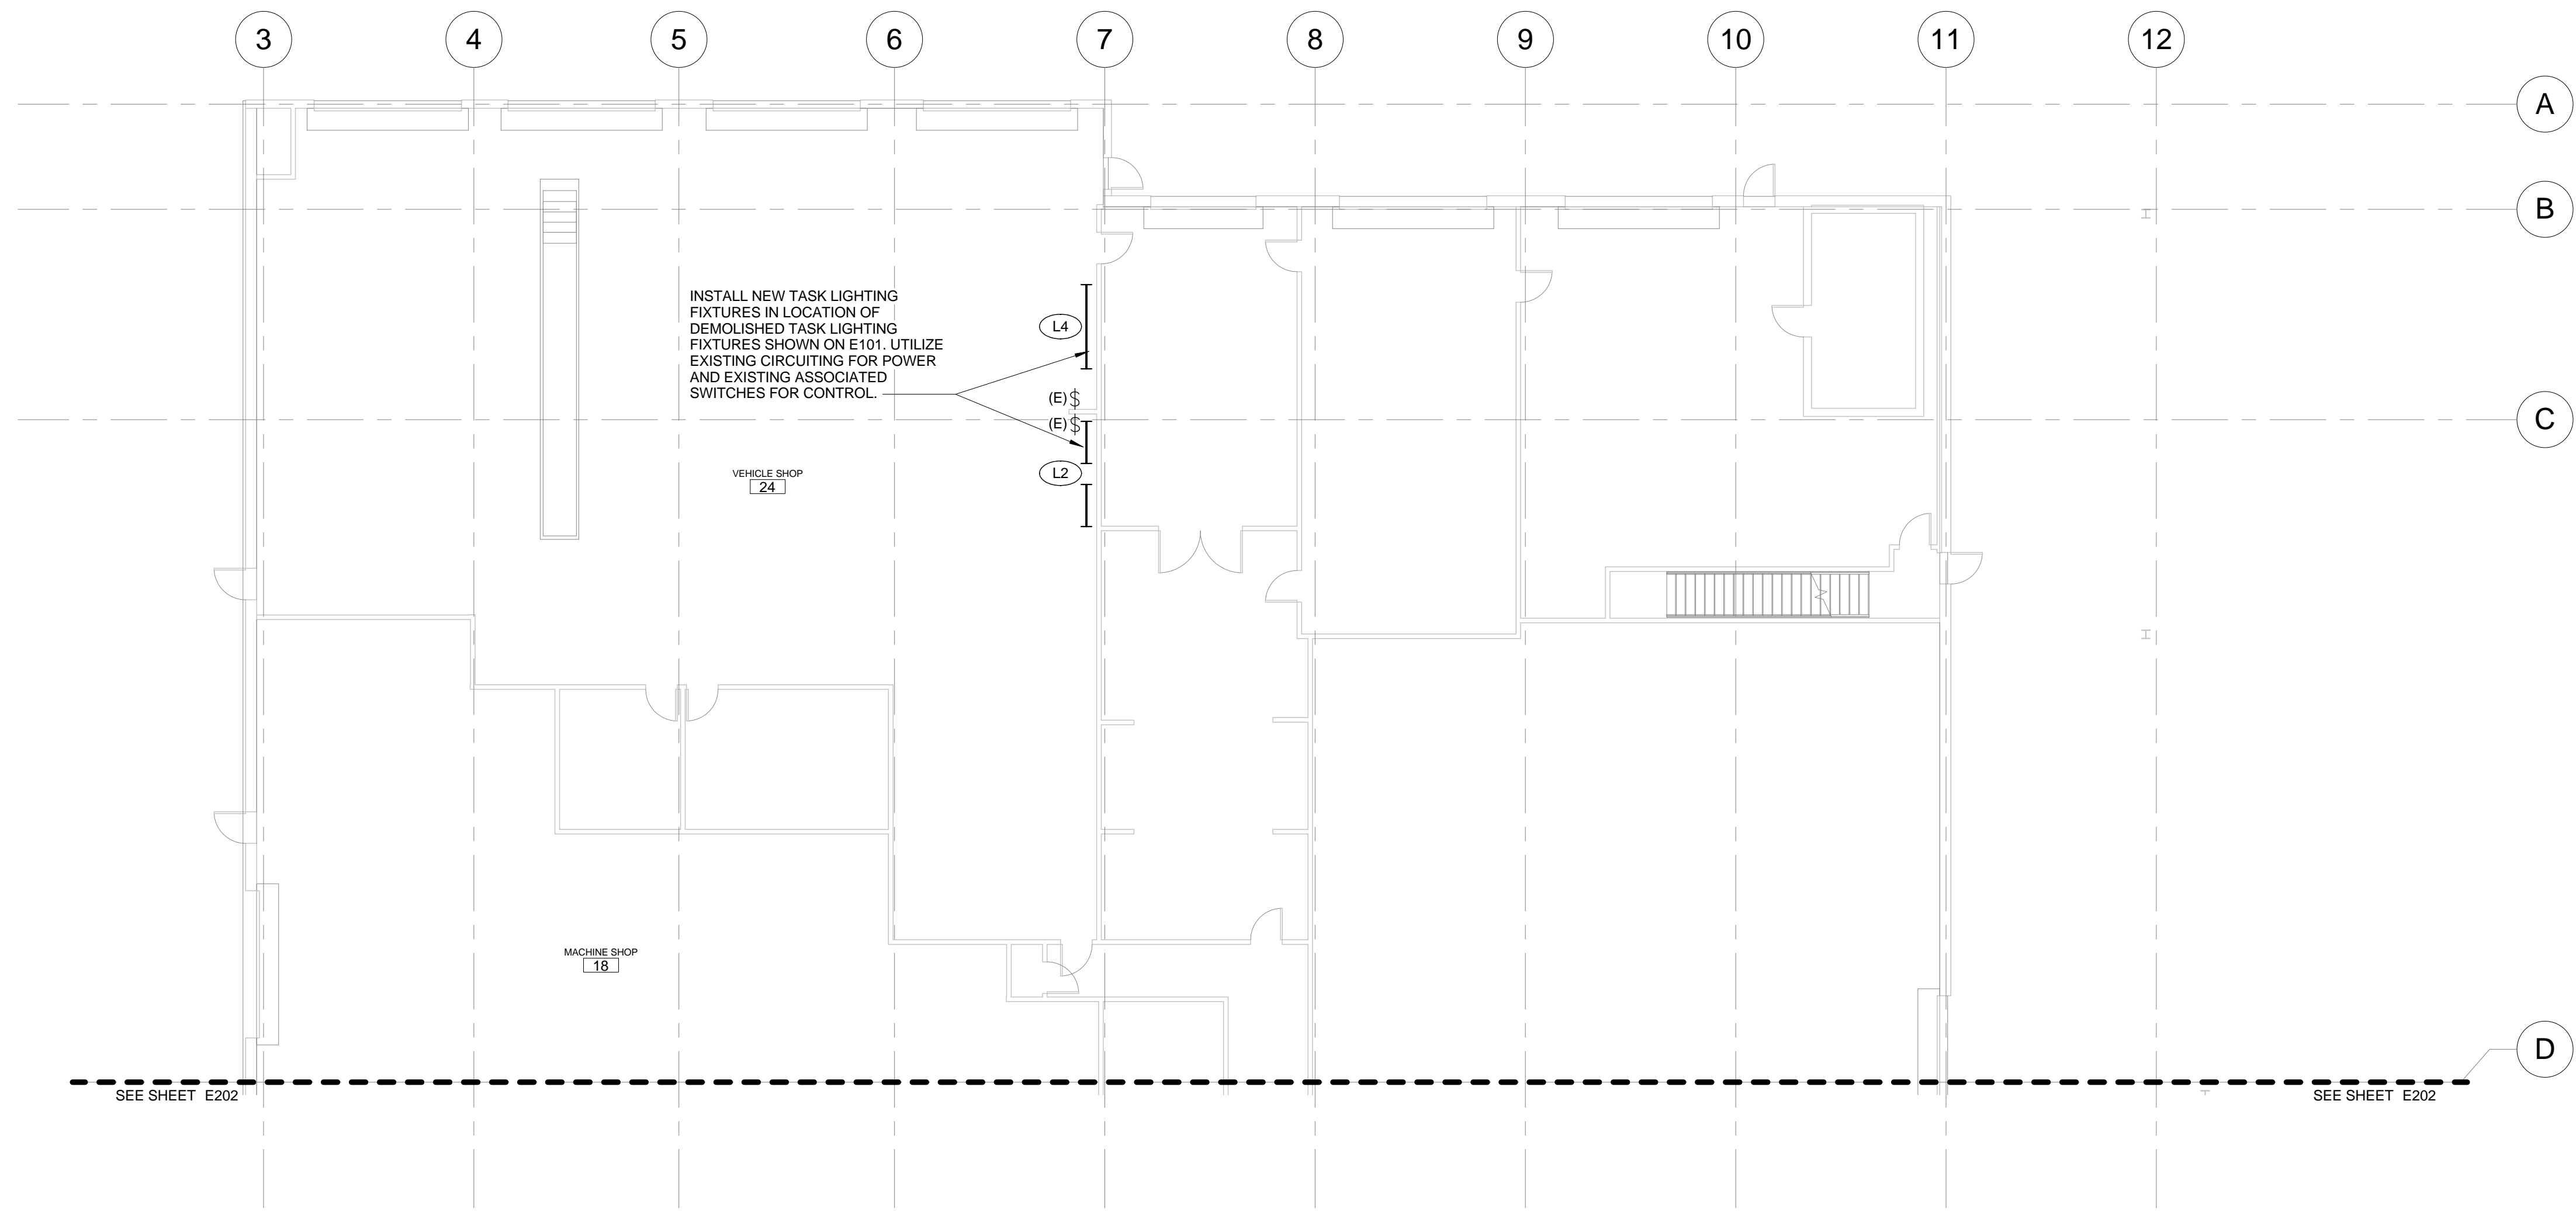 3 4 5 6 7 8 9 10 11 12
A
B
INSTALL NEW TASK LIGHTING
FIXTURES IN LOCATION OF
DEMOLISHED TASK LIGHTING
FIXTURES SHOWN ON E101. UTILIZE
EXISTING CIRCUITING FOR POWER
AND EXISTING ASSOCIATED
SWITCHES FOR CONTROL.
L4
(E) $
(E) $
C
L2
VEHICLE SHOP
24
MACHINE SHOP
18
D
SEE SHEET E202
SEE SHEET E202